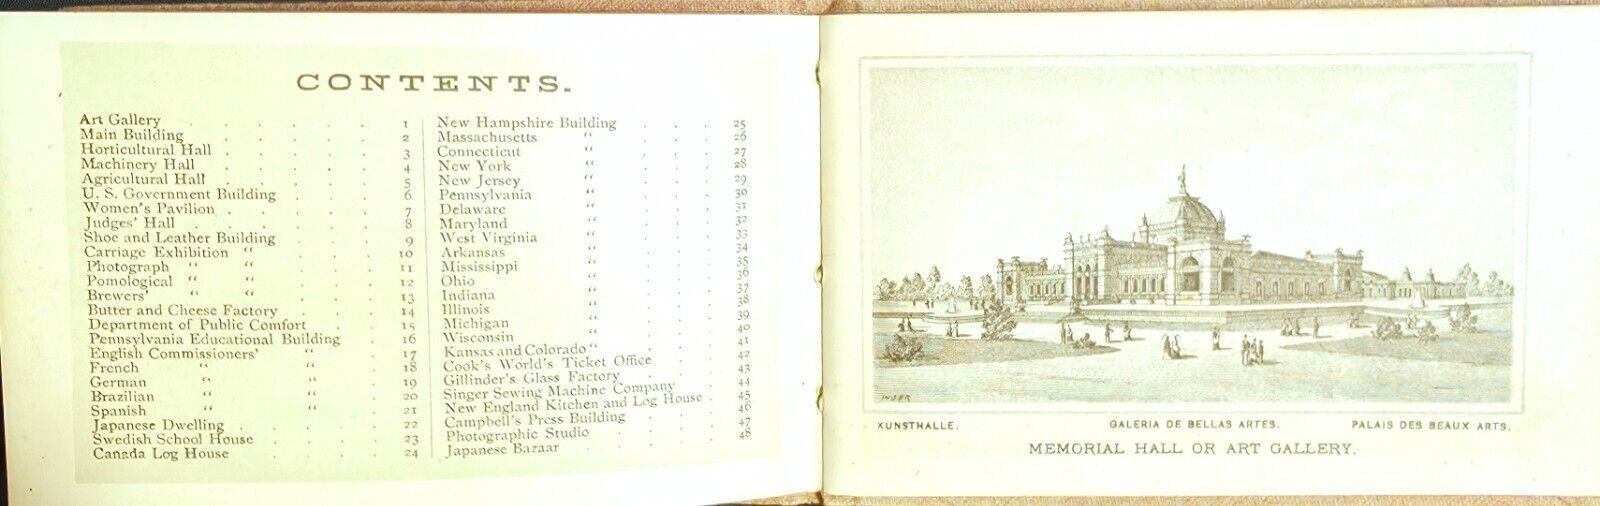 CONTENTS.
Art Gallery . . . . . . 1
Main Building . . . . . 2
Horticultural Hall . . . . . 3
Machinery Hall . . . . . 4
Agricultural Hall . . . . . 5
U. S. Government Building . . . 6
Women's Pavilion . . . . . 7
Judges' Hall . . . . . . 8
Shoe and Leather Building . . . 9
Carriage Exhibition " . . . 10
Photograph " " . . . 11
Pomological " " . . . 12
Brewers' " " . . . 13
Butter and Cheese Factory . . . 14
Department of Public Comfort . . 15
Pennsylvania Educational Building . 16
English Commissioners' " . 17
French " " . 18
German " " . 19
Brazilian " " . 20
Spanish " " . 21
Japanese Dwelling . . . . . 22
Swedish School House . . . . 23
Canada Log House . . . . 24
New Hampshire Building . . . 25
Massachusetts " . . . 26
Connecticut " . . . 27
New York " . . . 28
New Jersey " . . . 29
Pennsylvania " . . . 30
Delaware " . . . 31
Maryland " . . . 32
West Virginia " . . . 33
Arkansas " . . . 34
Mississippi " . . . 35
Ohio " . . . 36
Indiana " . . . 37
Illinois " . . . 38
Michigan " . . . 39
Wisconsin " . . . 40
Kansas and Colorado " . . . 41
Cook's World's Ticket Office . . 42
Gillinder's Glass Factory . . . 43
Singer Sewing Machine Company . 44
New England Kitchen and Log House . 45
Campbell's Press Building . . . 46
Photographic Studio . . . . 47
Japanese Bazaar . . . . 48
KUNSTHALLE. GALERIA DE BELLAS ARTES. PALAIS DES BEAUX ARTS.
MEMORIAL HALL OR ART GALLERY.